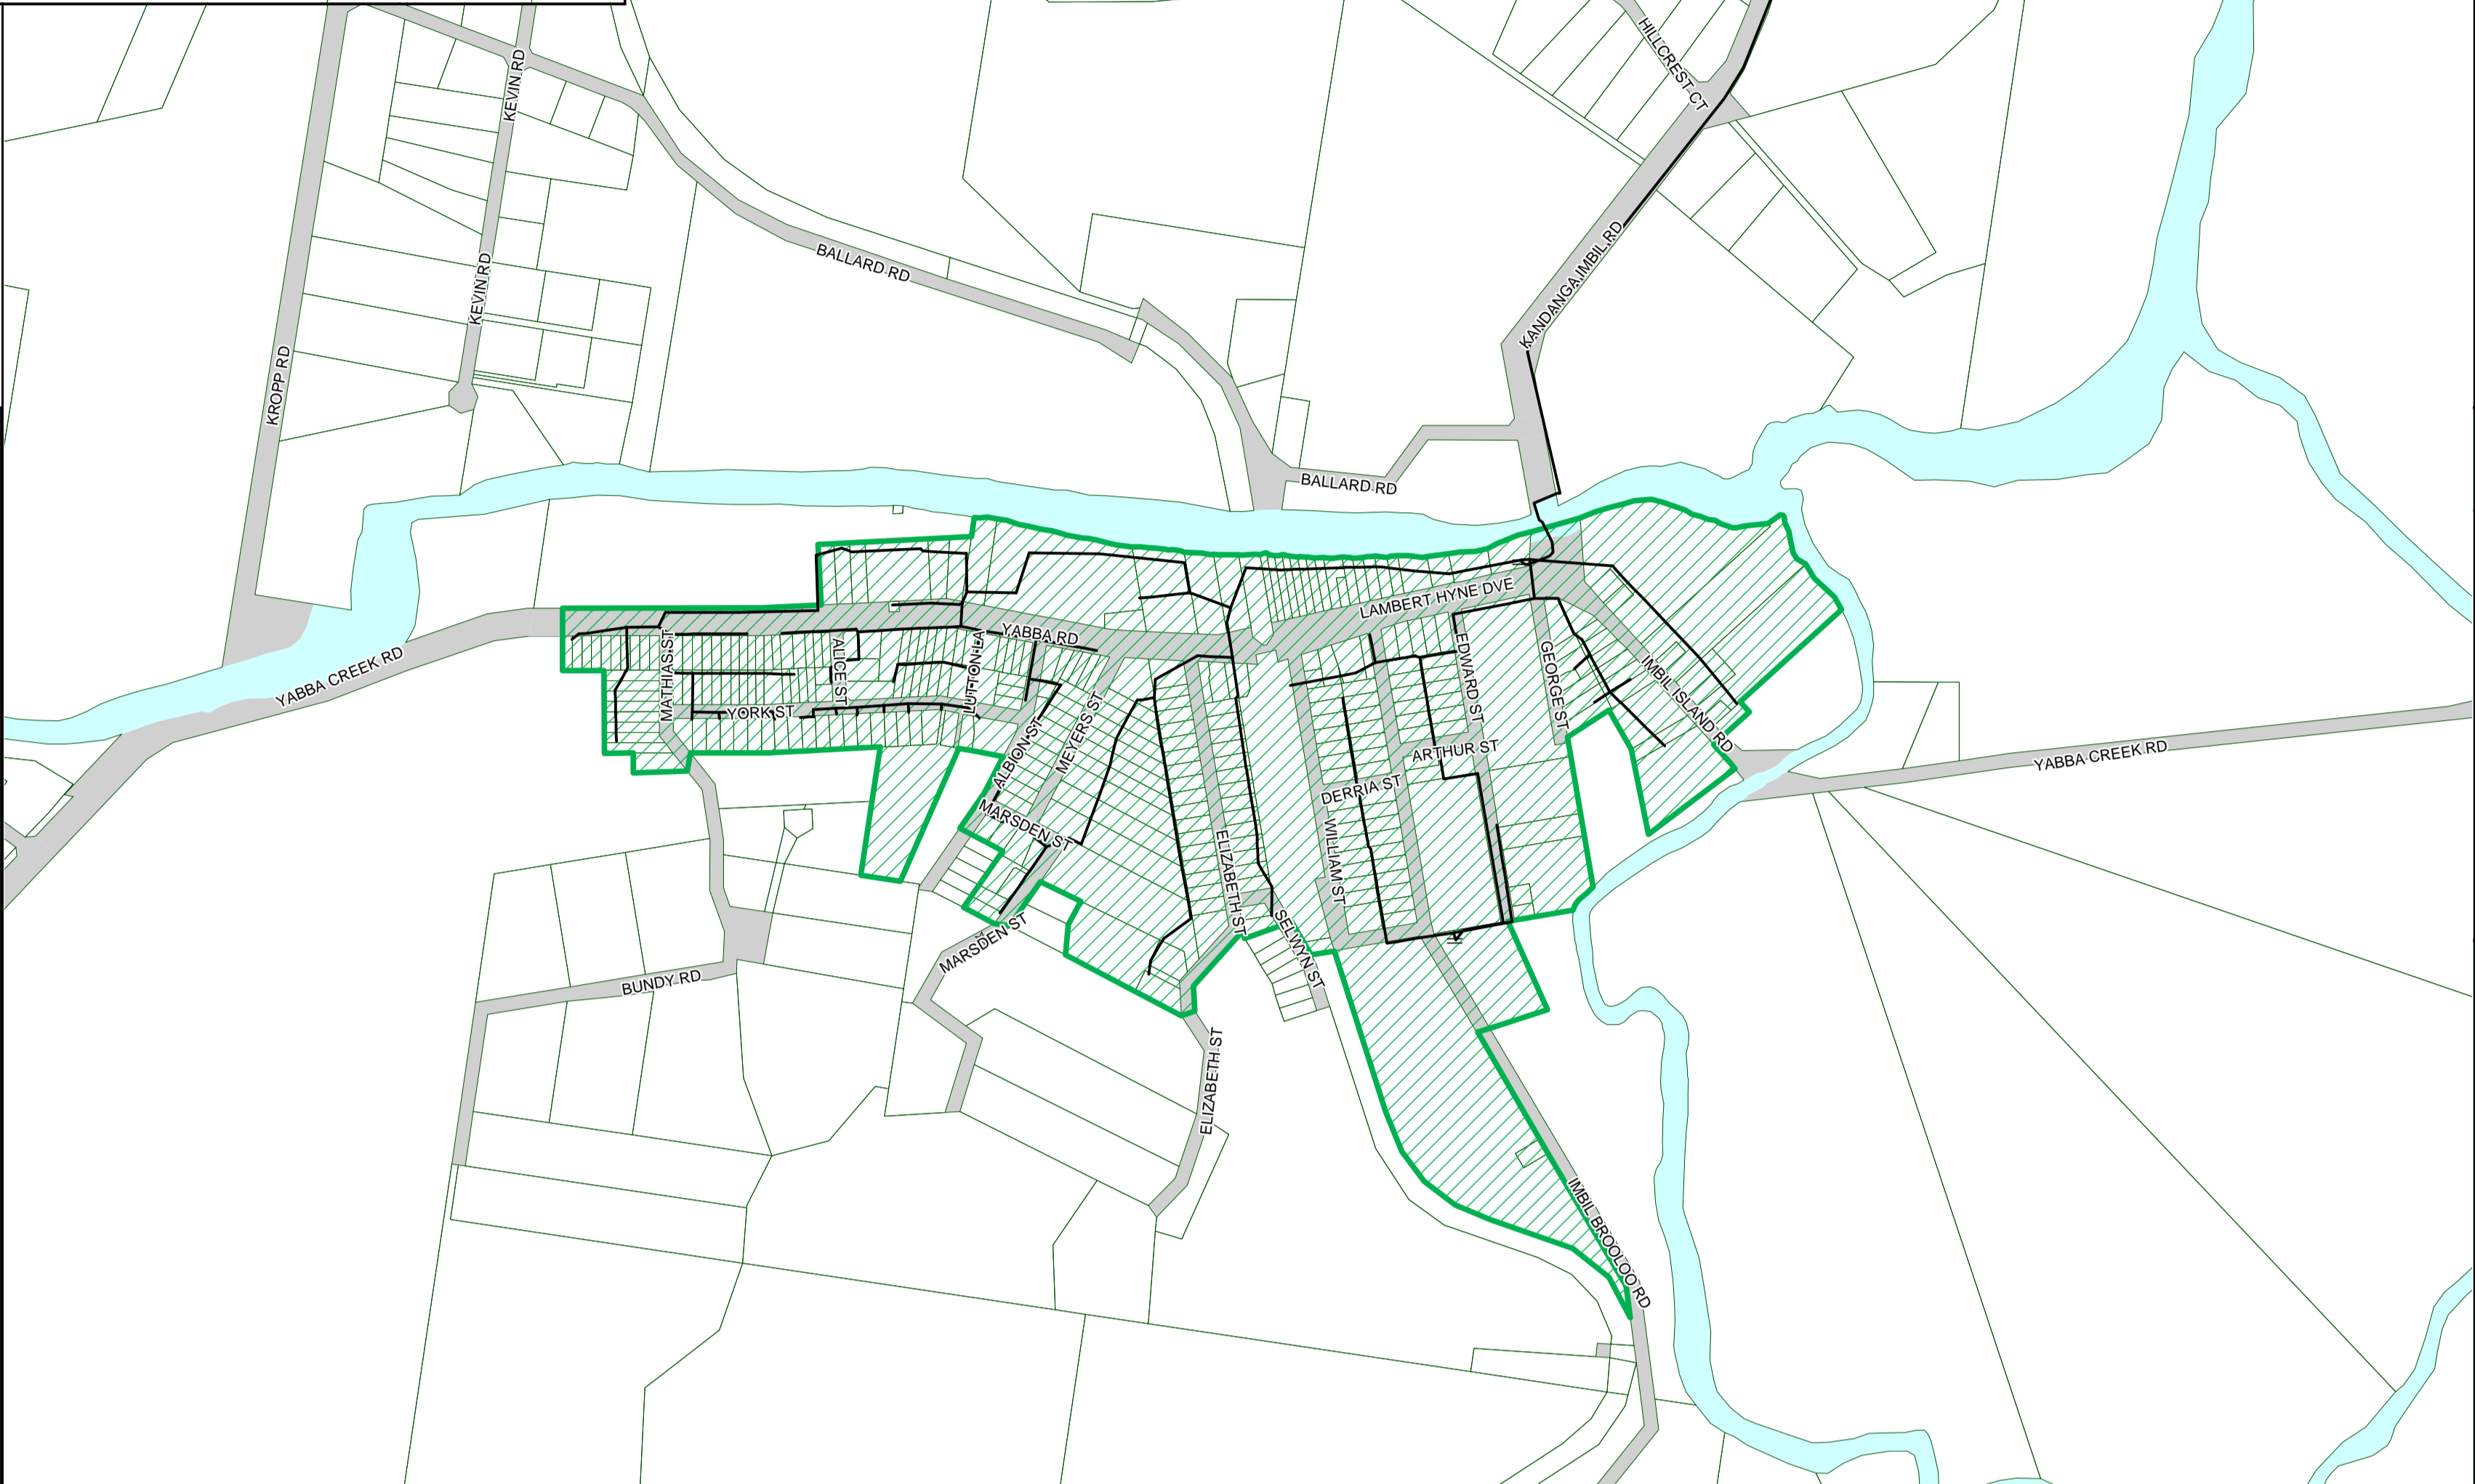 HILLCREST CT
KEVIN RD
BALLARD RD
KEVIN RD
KANDANGA IMBIL RD
KROPP RD
BALLARD RD
LAMBERT HYNE DVE
YABBA RD
YABBA CREEK RD
MATHIAS ST
ALICE ST
LUTTON LA
EDWARD ST
GEORGE ST
IMBIL ISLAND RD
YORK ST
MEYERS ST
ALBION ST
ARTHUR ST
YABBA CREEK RD
DERRIA ST
MARSDEN ST
WILLIAM ST
ELIZABETH ST
SELWYN ST
MARSDEN ST
BUNDY RD
ELIZABETH ST
IMBIL BROOLOO RD